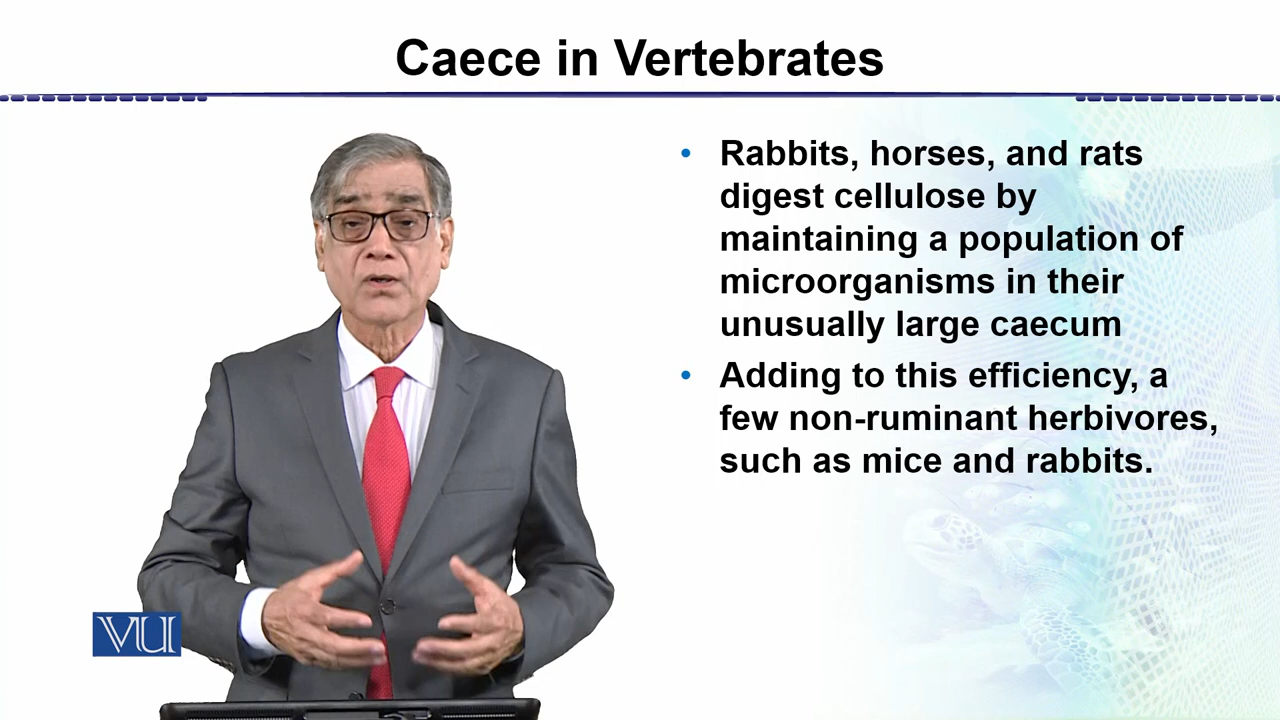 Caece in Vertebrates
• Rabbits, horses, and rats
digest cellulose by
maintaining a population of
microorganisms in their
unusually large caecum
• Adding to this efficiency, a
few non-ruminant herbivores,
such as mice and rabbits.
VU